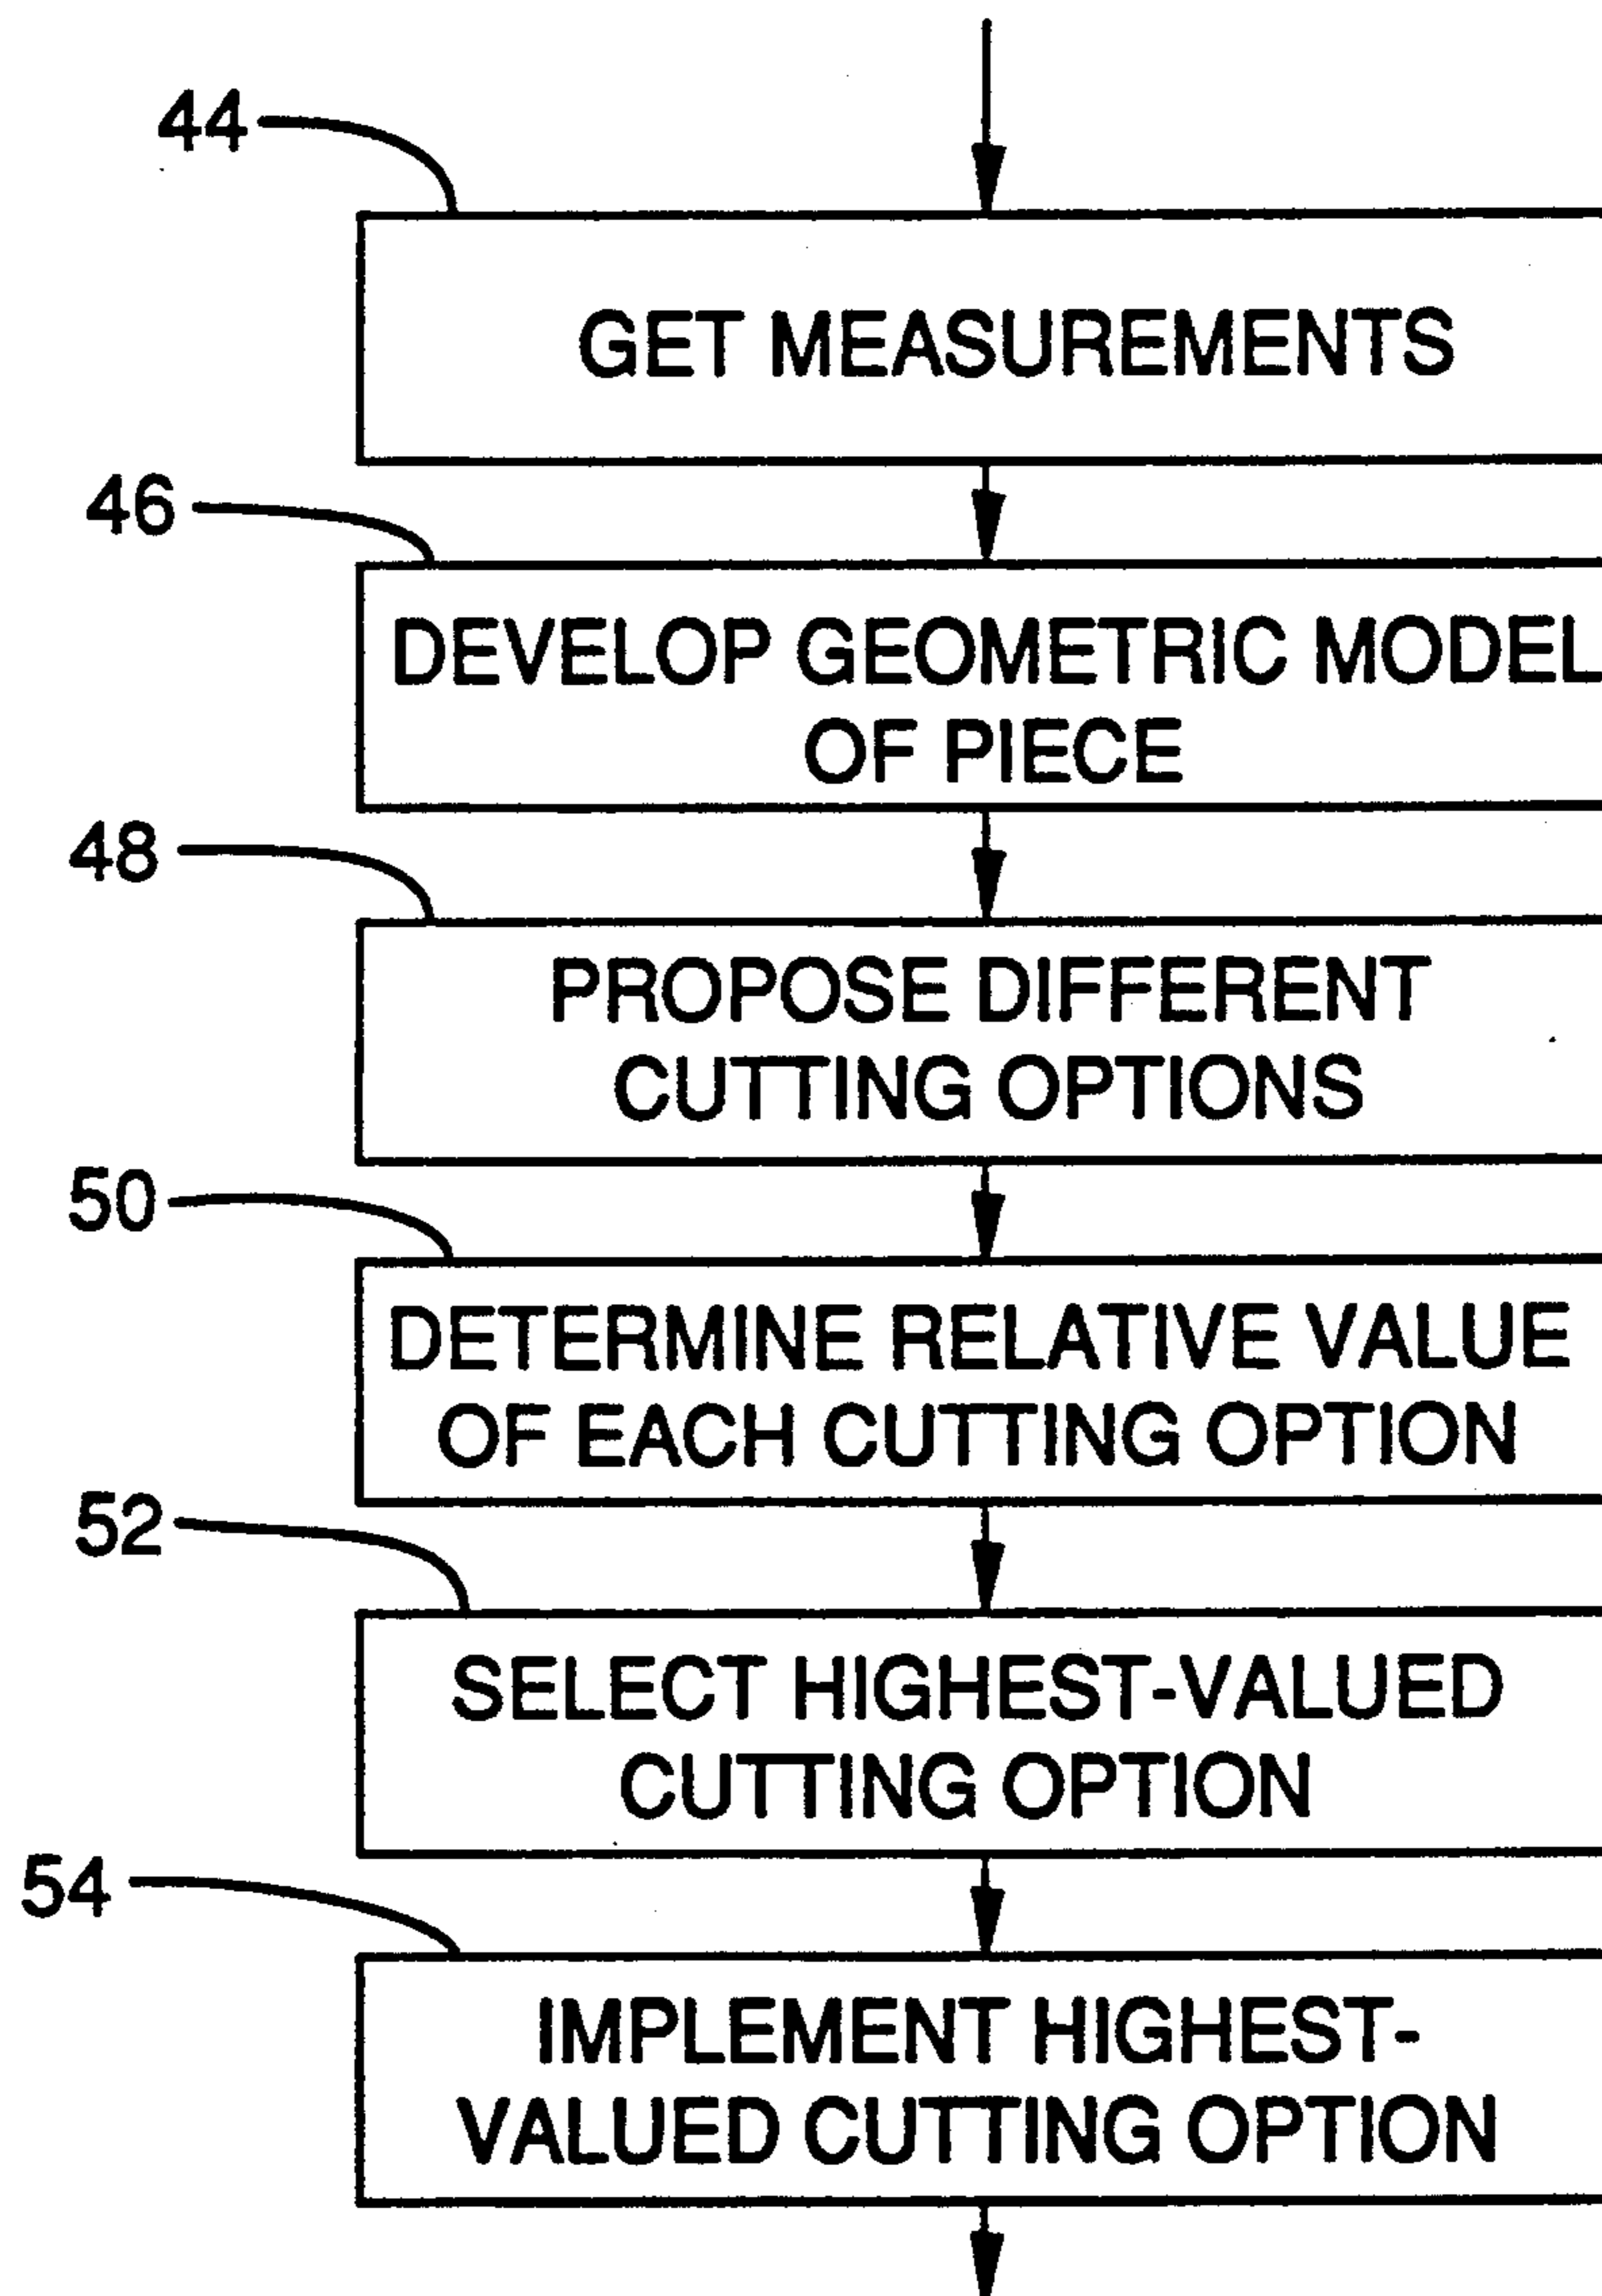 44
GET MEASUREMENTS
46
DEVELOP GEOMETRIC MODEL
OF PIECE
48
PROPOSE DIFFERENT
CUTTING OPTIONS
50
DETERMINE RELATIVE VALUE
OF EACH CUTTING OPTION
52
SELECT HIGHEST-VALUED
CUTTING OPTION
54
IMPLEMENT HIGHEST-
VALUED CUTTING OPTION